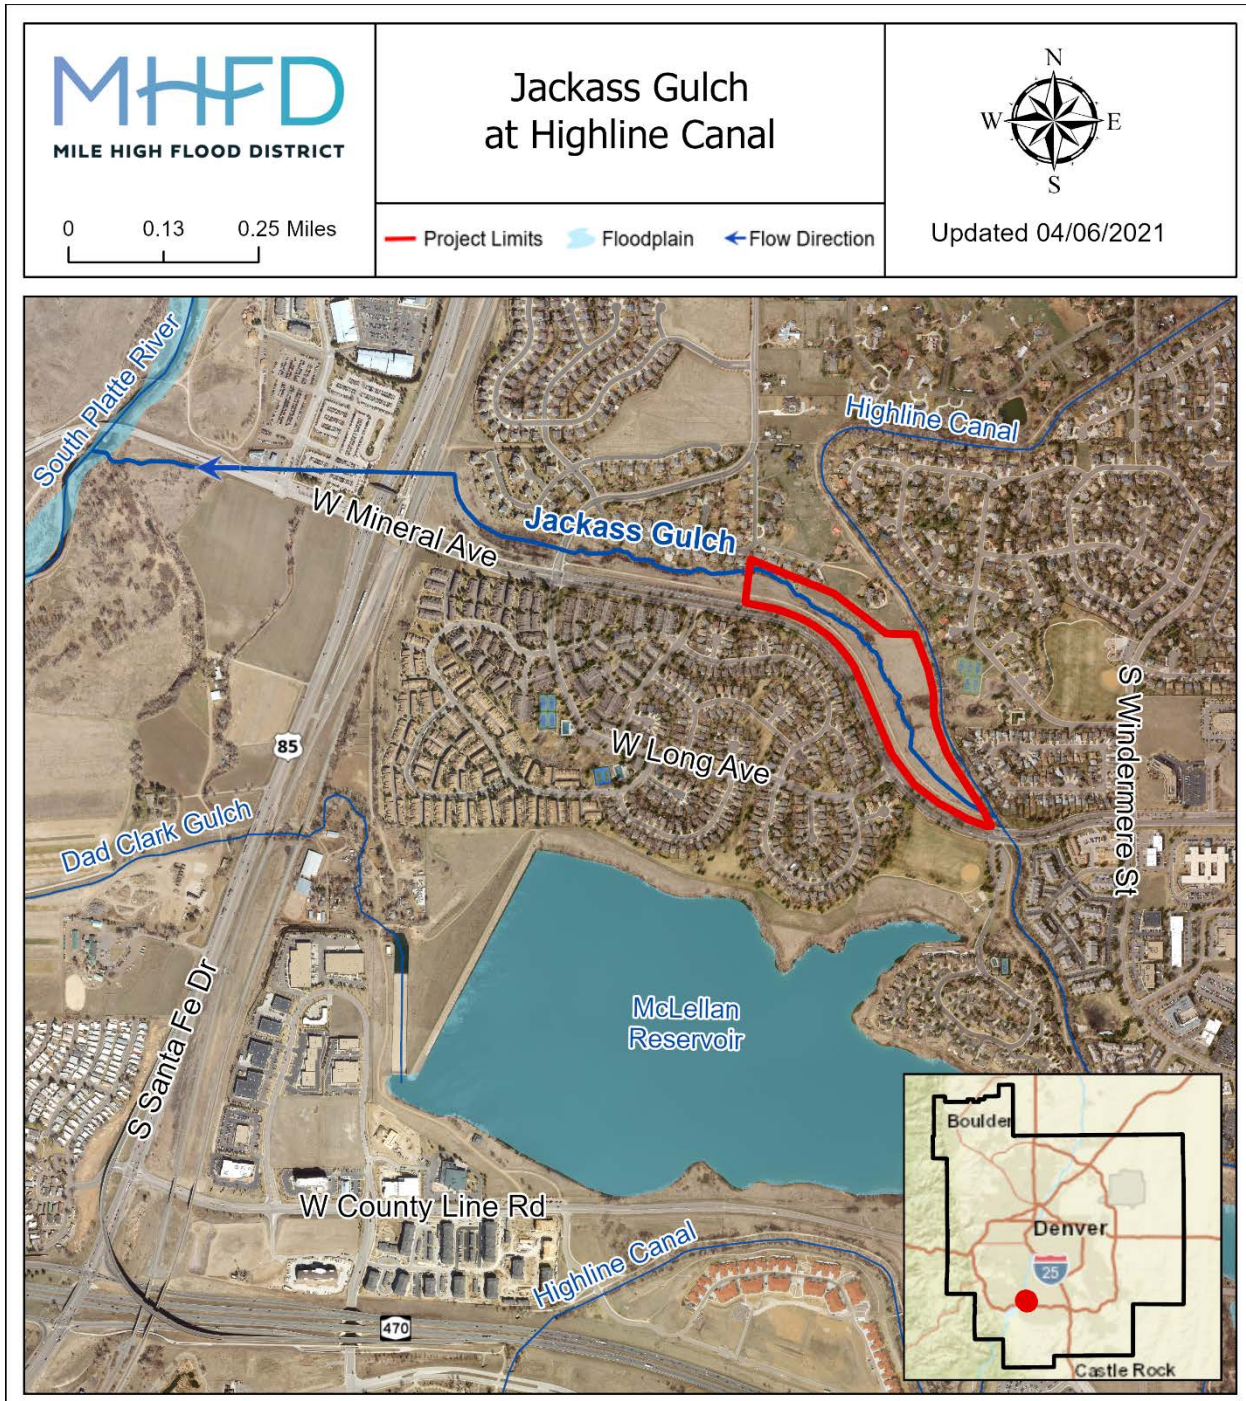 MHFD
MILE HIGH FLOOD DISTRICT
0 0.13 0.25 Miles
Jackass Gulch
at Highline Canal
Project Limits Floodplain Flow Direction
N
W E
S
Updated 04/06/2021
South Platte River
Highline Canal
W Mineral Ave
Jackass Gulch
S Windermere St
85
W Long Ave
Dad Clark Gulch
S Santa Fe Dr
McLellan
Reservoir
W County Line Rd
Highline Canal
470
Boulder
Denver
25
Castle Rock